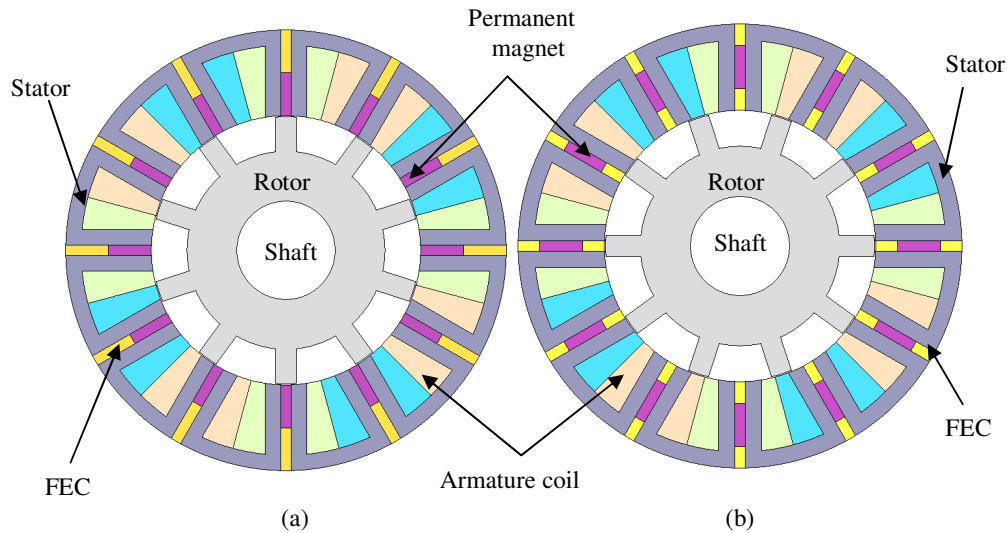 Permanent
magnet
Stator
Stator
Rotor
Rotor
Shaft
Shaft
FEC
FEC
Armature coil
(a)
(b)